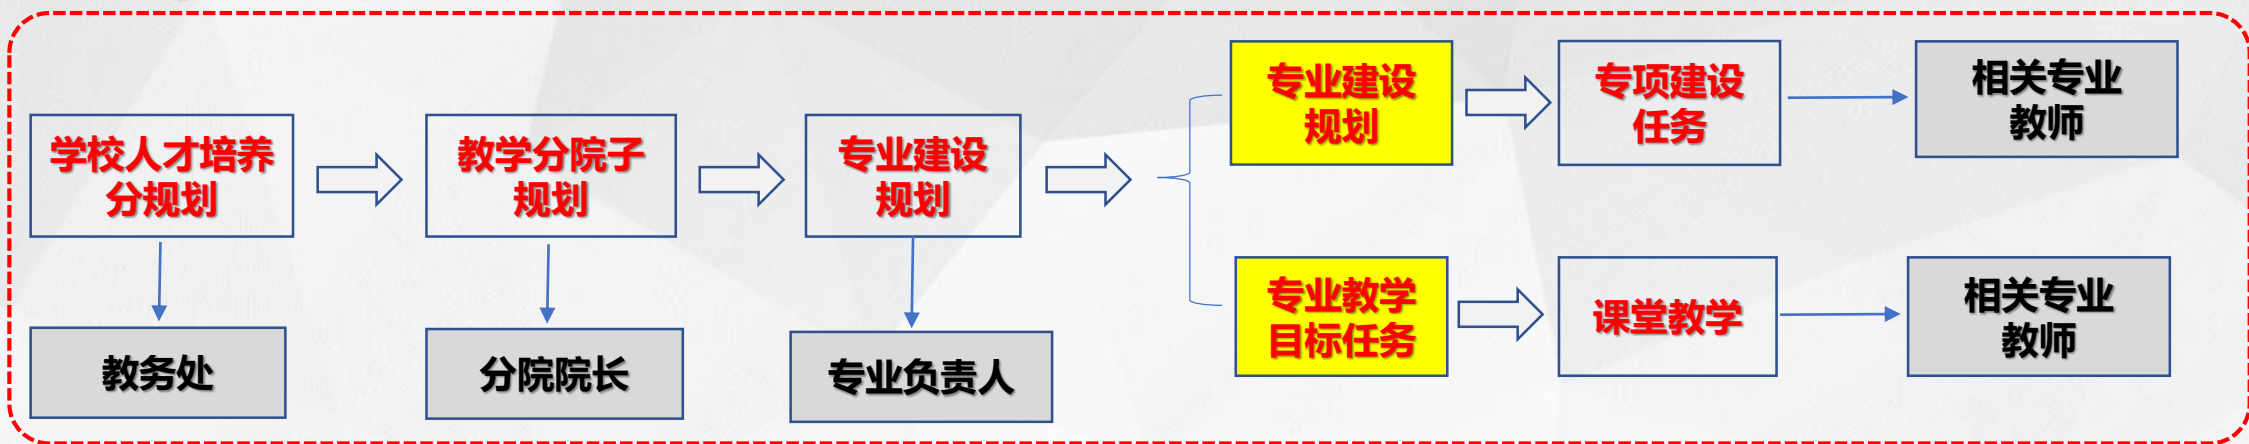 学校人才培养
分规划
教学分院子
规划
专业建设
规划
专业建设
规划
专项建设
任务
相关专业
教师
教务处
分院院长
专业负责人
专业教学
目标任务
课堂教学
相关专业
教师